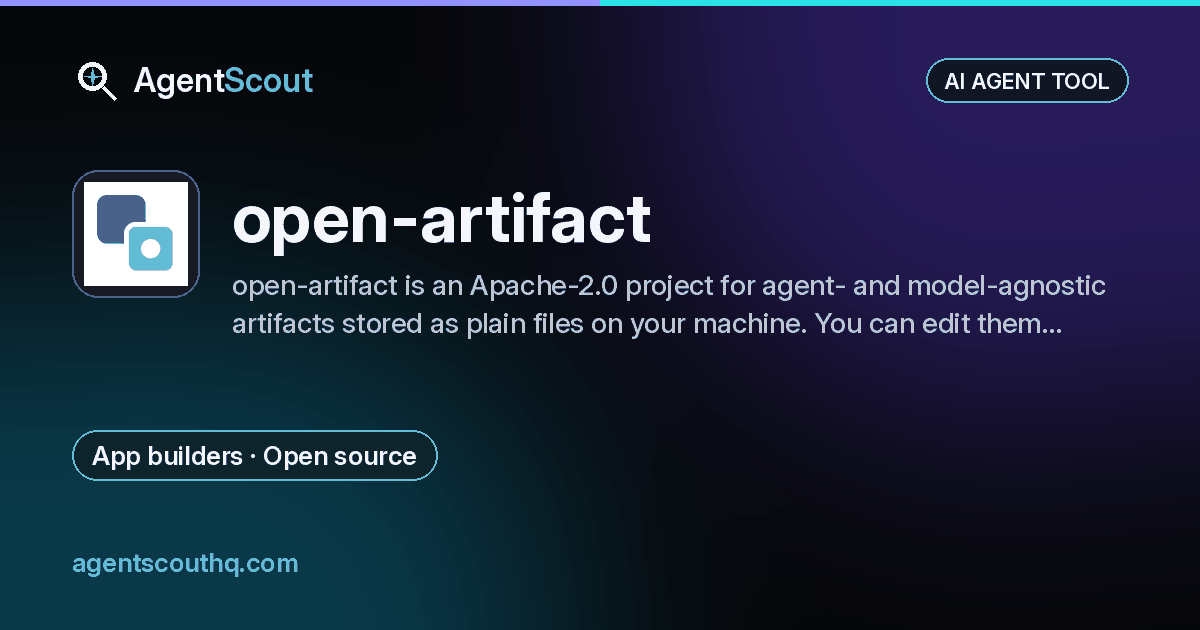 AgentScout
AI AGENT TOOL
open-artifact
open-artifact is an Apache-2.0 project for agent- and model-agnostic
artifacts stored as plain files on your machine. You can edit them...
App builders · Open source
agentscouthq.com